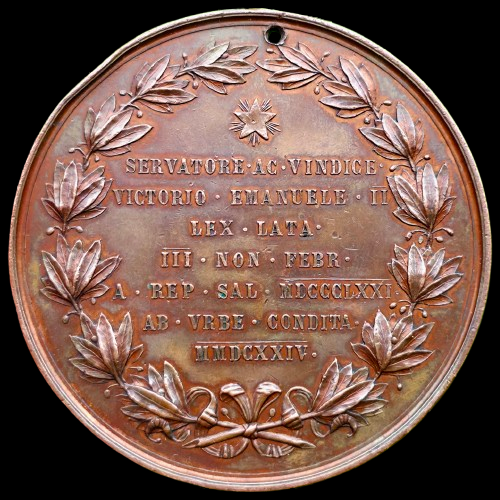 SERVATORE·AC·VINDICE·
VICTORIO·EMANUELE·II
LEX·LATA·
III·NON·FEBR·
A·REP·SAL·MDCCCLXXI
AB·VRBE·CONDITA
MMDCXXIV·